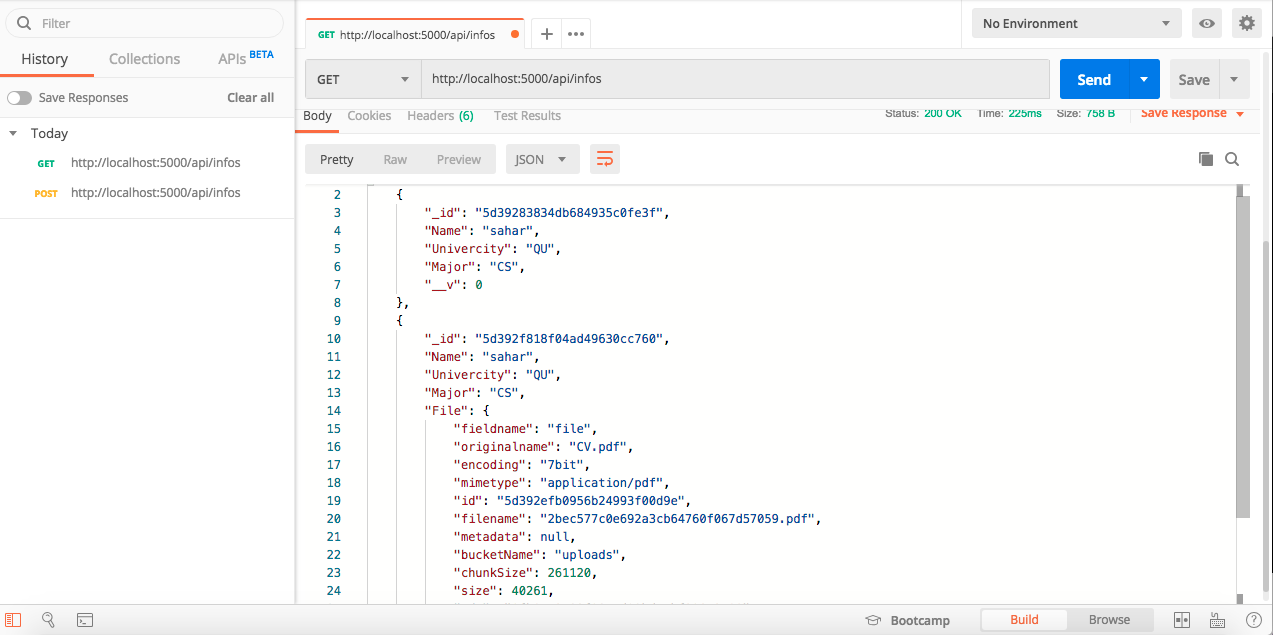 Filter
History Collections APIs BETA
Save Responses Clear all
Today
GET http://localhost:5000/api/infos
POST http://localhost:5000/api/infos
GET http://localhost:5000/api/infos
No Environment
GET http://localhost:5000/api/infos Send Save
Body Cookies Headers (6) Test Results Status: 200 OK Time: 225ms Size: 758 B Save Response
Pretty Raw Preview JSON
2 {
3 "_id": "5d39283834db684935c0fe3f",
4 "Name": "sahar",
5 "Univercity": "QU",
6 "Major": "CS",
7 "__v": 0
8 },
9 {
10 "_id": "5d392f818f04ad49630cc760",
11 "Name": "sahar",
12 "Univercity": "QU",
13 "Major": "CS",
14 "File": {
15 "fieldname": "file",
16 "originalname": "CV.pdf",
17 "encoding": "7bit",
18 "mimetype": "application/pdf",
19 "id": "5d392efb0956b24993f00d9e",
20 "filename": "2bec577c0e692a3cb64760f067d57059.pdf",
21 "metadata": null,
22 "bucketName": "uploads",
23 "chunkSize": 261120,
24 "size": 40261,
Bootcamp Build Browse